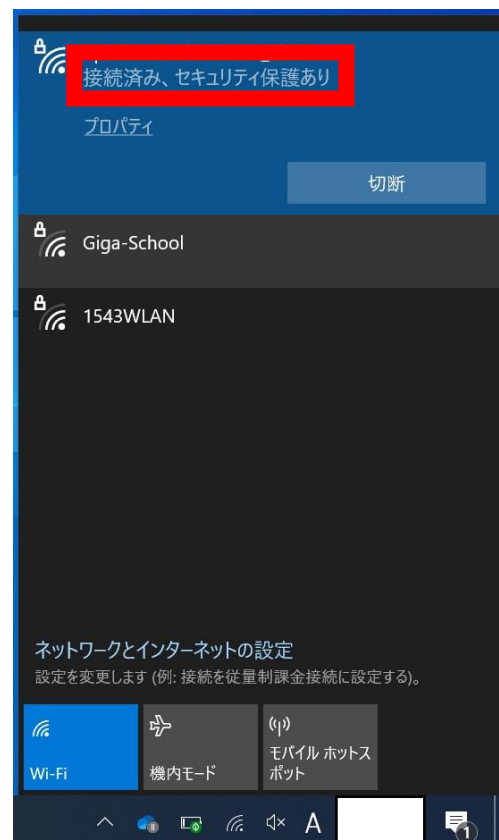 接続済み、セキュリティ保護あり
プロパティ
切断
Giga-School
1543WLAN
ネットワークとインターネットの設定
設定を変更します (例: 接続を従量制課金接続に設定する)。
Wi-Fi
機内モード
モバイル ホットス
ポット
A
1